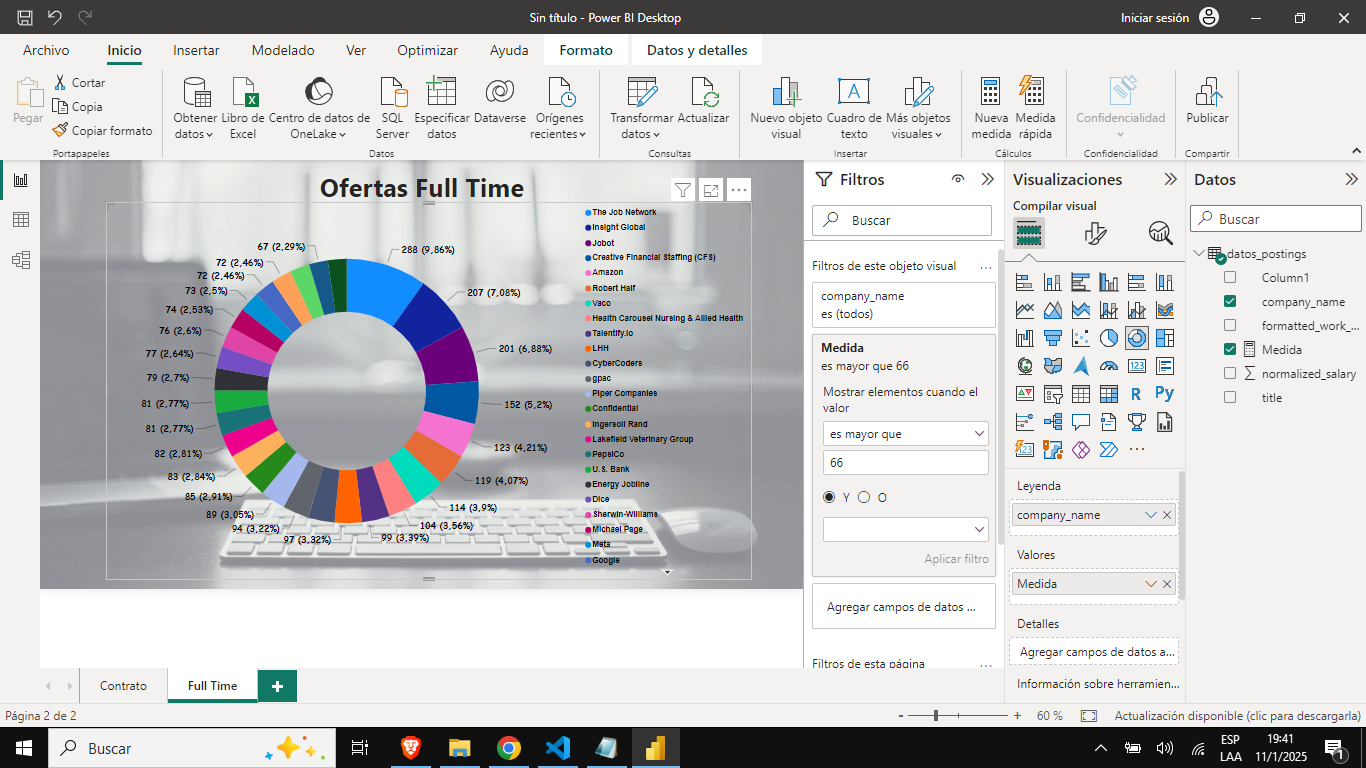 Sin título - Power BI Desktop
Iniciar sesión
Archivo
Inicio
Insertar
Modelado
Ver
Optimizar
Ayuda
Formato
Datos y detalles
Pegar
Cortar
Copia
Copiar formato
Portapapeles
Obtener datos
Libro de Excel
Centro de datos de OneLake
SQL Server
Especificar datos
Dataverse
Orígenes recientes
Datos
Transformar datos
Actualizar
Consultas
Nuevo objeto visual
Cuadro de texto
Más objetos visuales
Insertar
Nueva medida
Medida rápida
Cálculos
Confidencialidad
Confidencialidad
Publicar
Compartir
Ofertas Full Time
288 (9,86%)
207 (7,08%)
201 (6,88%)
152 (5,2%)
123 (4,21%)
119 (4,07%)
114 (3,9%)
104 (3,56%)
99 (3,39%)
97 (3,32%)
94 (3,22%)
89 (3,05%)
85 (2,91%)
83 (2,84%)
82 (2,81%)
81 (2,77%)
81 (2,77%)
79 (2,7%)
77 (2,64%)
76 (2,6%)
74 (2,53%)
73 (2,5%)
72 (2,46%)
72 (2,46%)
67 (2,29%)
The Job Network
Insight Global
Jobot
Creative Financial Staffing (CFS)
Amazon
Robert Half
Vaco
Health Carousel Nursing & Allied Health
Talentify.io
LHH
CyberCoders
gpac
Piper Companies
Confidential
Ingersoll Rand
Lakefield Veterinary Group
PepsiCo
U.S. Bank
Energy Jobline
Dice
Sherwin-Williams
Michael Page
Meta
Google
Filtros
Buscar
Filtros de este objeto visual
...
company_name
es (todos)
Medida
es mayor que 66
Mostrar elementos cuando el valor
es mayor que
66
Y
O
Aplicar filtro
Agregar campos de datos ...
Filtros de esta página
...
Visualizaciones
Compilar visual
123
R
Py
123
...
Leyenda
company_name
Valores
Medida
Detalles
Agregar campos de datos a...
Información sobre herramien...
Datos
Buscar
datos_postings
Column1
company_name
formatted_work_...
Medida
normalized_salary
title
Contrato
Full Time
+
Página 2 de 2
- + 60 %
Actualización disponible (clic para descargarla)
Buscar
ESP
LAA
19:41
11/1/2025
1